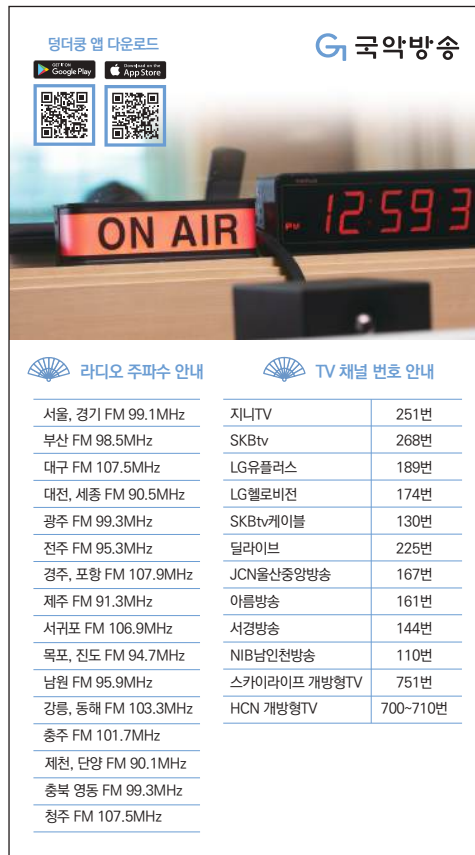 덩더쿵 앱 다운로드
GET IT ON
Google Play
Download on the
App Store
국악방송
ON AIR
PM 12:59 3
라디오 주파수 안내
서울, 경기 FM 99.1MHz
부산 FM 98.5MHz
대구 FM 107.5MHz
대전, 세종 FM 90.5MHz
광주 FM 99.3MHz
전주 FM 95.3MHz
경주, 포항 FM 107.9MHz
제주 FM 91.3MHz
서귀포 FM 106.9MHz
목포, 진도 FM 94.7MHz
남원 FM 95.9MHz
강릉, 동해 FM 103.3MHz
충주 FM 101.7MHz
제천, 단양 FM 90.1MHz
충북 영동 FM 99.3MHz
청주 FM 107.5MHz
TV 채널 번호 안내
지니TV 251번
SKBtv 268번
LG유플러스 189번
LG헬로비전 174번
SKBtv케이블 130번
딜라이브 225번
JCN울산중앙방송 167번
아름방송 161번
서경방송 144번
NIB남인천방송 110번
스카이라이프 개방형TV 751번
HCN 개방형TV 700~710번